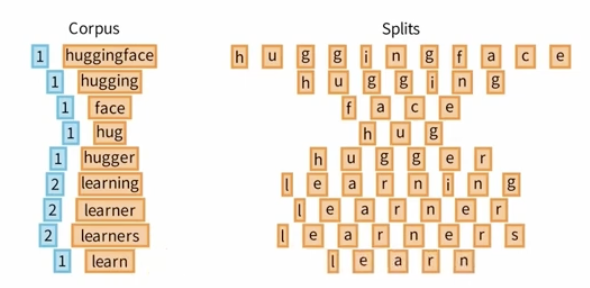 Corpus Splits
1 huggingface h u g g i n g f a c e
1 hugging h u g g i n g
1 face f a c e
1 hug h u g
1 hugger h u g g e r
2 learning l e a r n i n g
2 learner l e a r n e r
2 learners l e a r n e r s
1 learn l e a r n